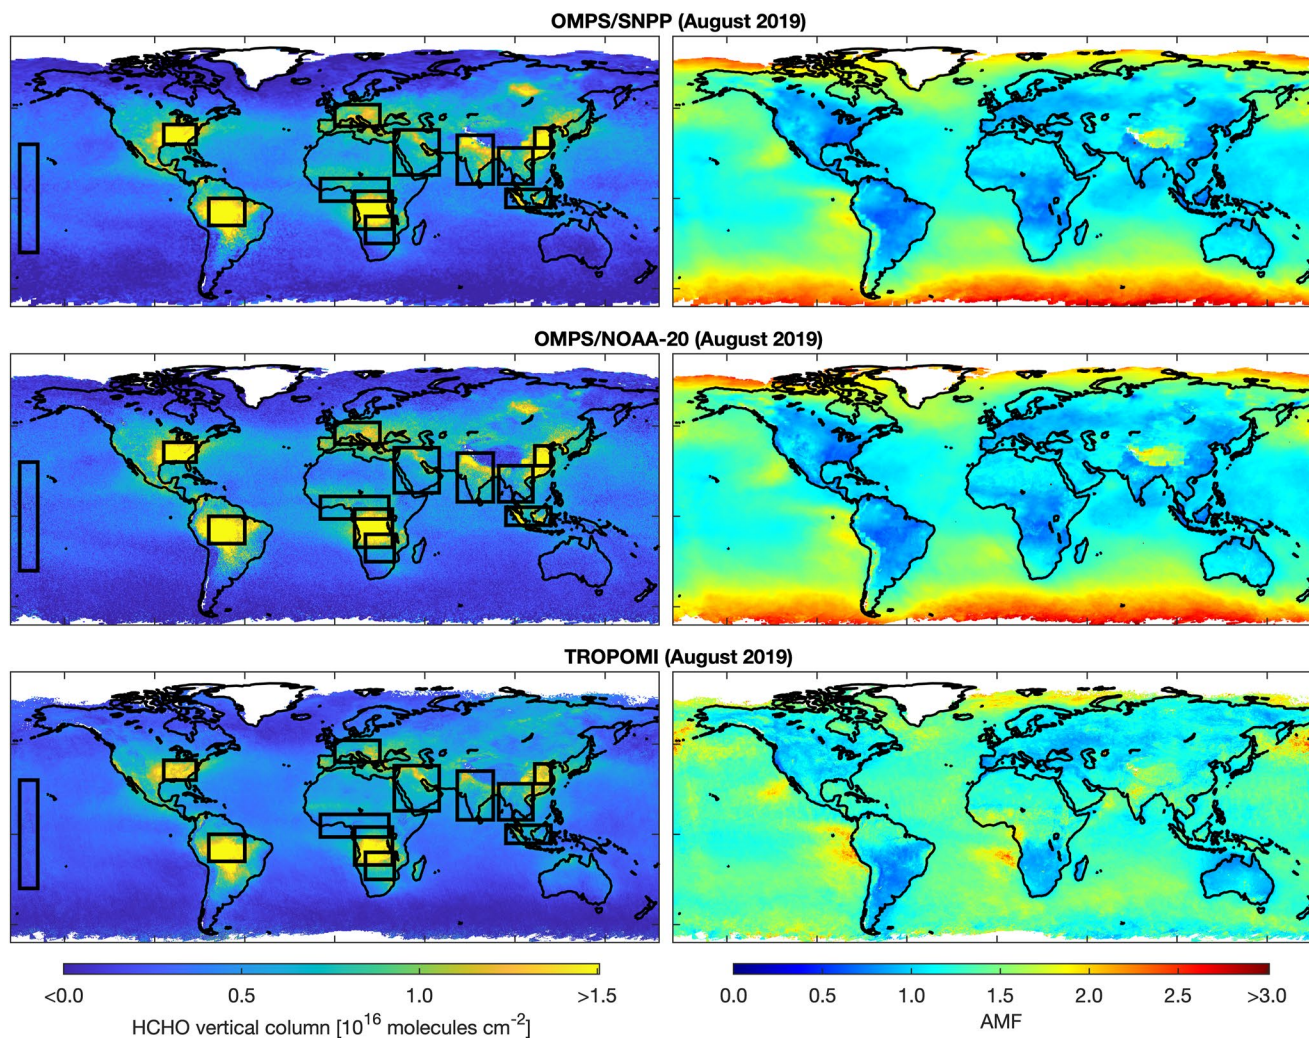 OMPS/SNPP (August 2019)
OMPS/NOAA-20 (August 2019)
TROPOMI (August 2019)
<0.0 0.5 1.0 >1.5
HCHO vertical column [10^16 molecules cm^-2]
0.0 0.5 1.0 1.5 2.0 2.5 >3.0
AMF